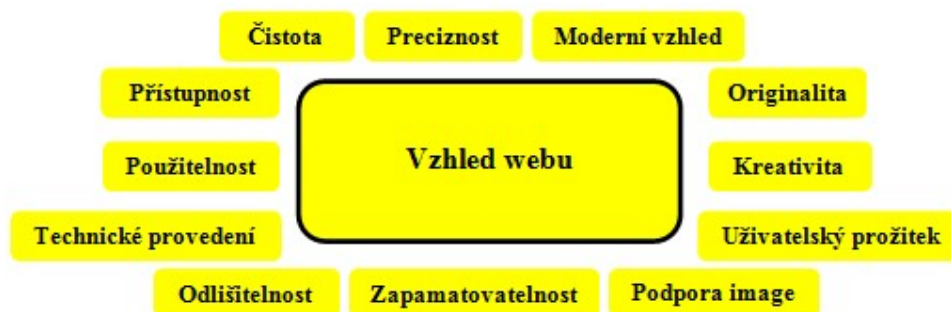 Čistota
Preciznost
Moderní vzhled
Přístupnost
Originalita
Vzhled webu
Použitelnost
Kreativita
Technické provedení
Uživatelský prožitek
Odlišitelnost
Zapamatovatelnost
Podpora image